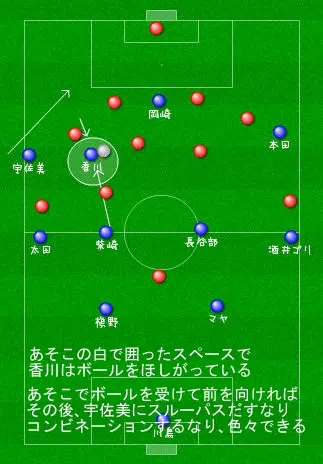 岡崎
本田
宇佐美
香川
太田
柴崎
長谷部
酒井ゴリ
槙野
マヤ
あそこの白で囲ったスペースで
香川はボールをほしがっている
あそこでボールを受けて前を向ければ
その後、宇佐美にスルーパスだすなり
コンビネーションするなり、色々できる
川島